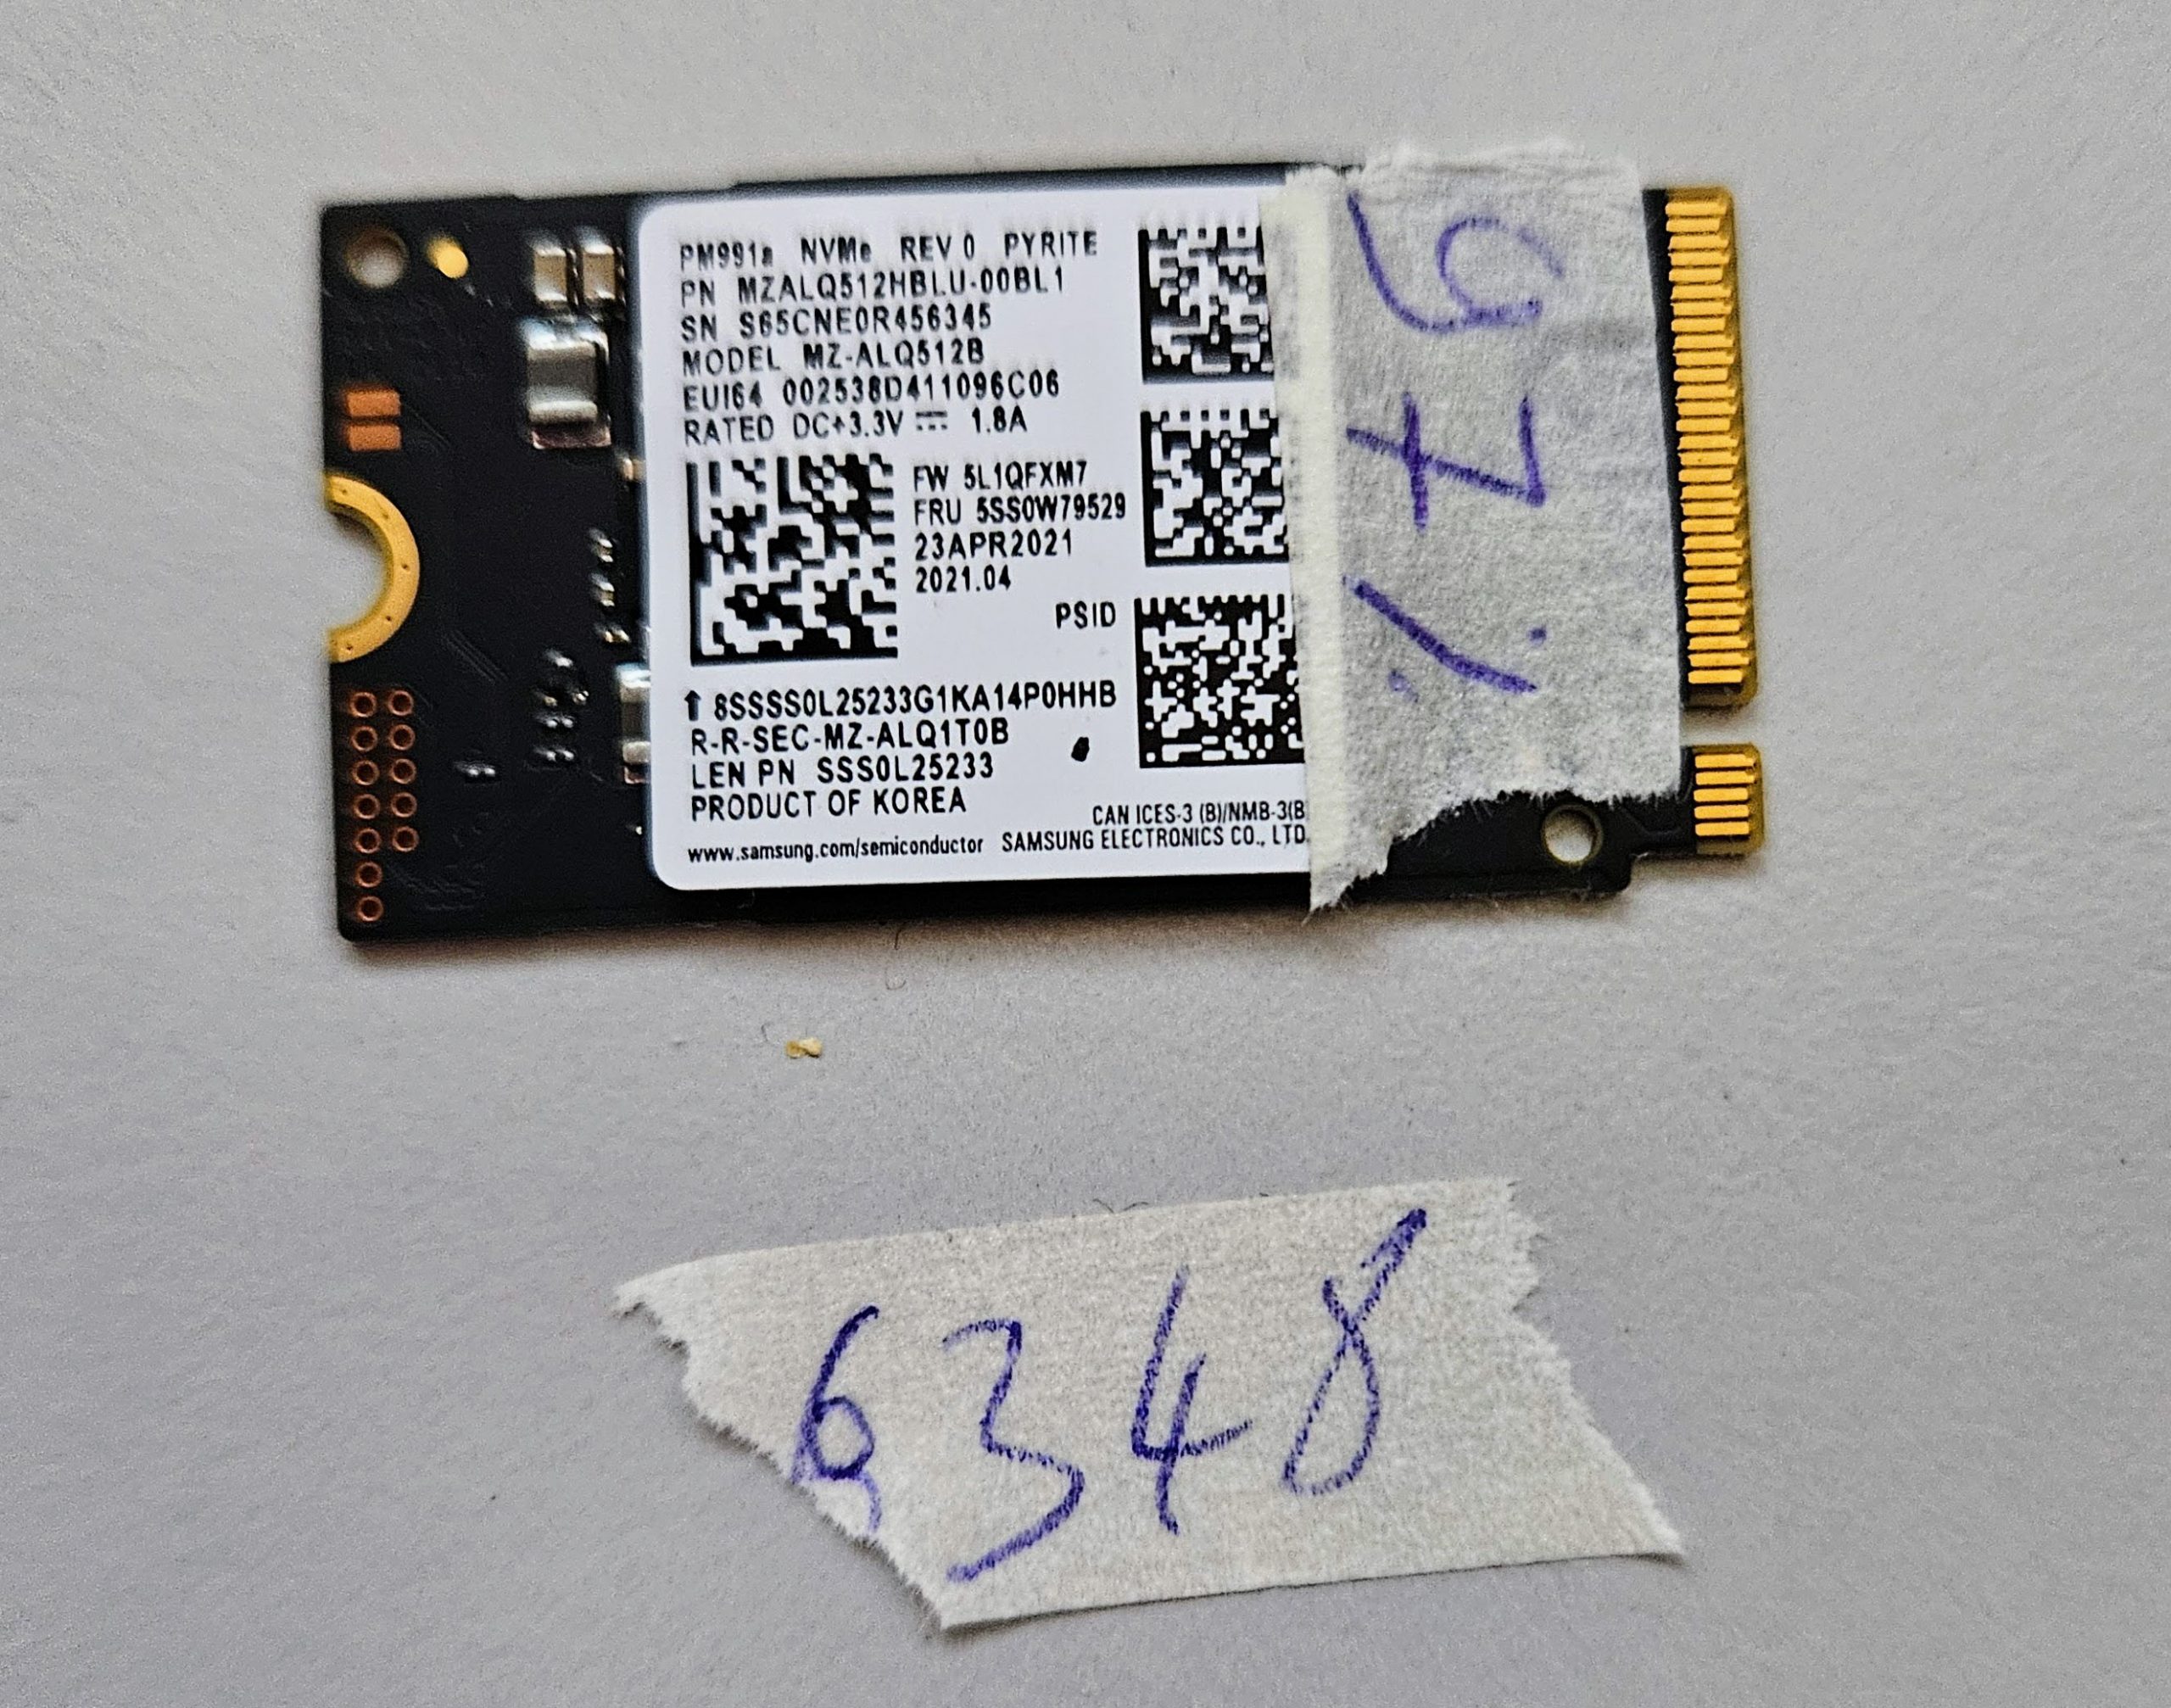 PM991a NVMe REV 0 PYRITE
PN MZALQ512HBLU-00BL1
SN S65CNE0R456345
MODEL MZ-ALQ512B
EUI64 002538D411096C06
RATED DC+3.3V ⎓ 1.8A
FW 5L1QFXM7
FRU 5SS0W79529
23APR2021
2021.04
PSID
↑ 8SSSS0L25233G1KA14P0HHB
R-R-SEC-MZ-ALQ1T0B
LEN PN SSS0L25233
PRODUCT OF KOREA
CAN ICES-3 (B)/NMB-3(B
www.samsung.com/semiconductor SAMSUNG ELECTRONICS CO., LTD.
97%
6348